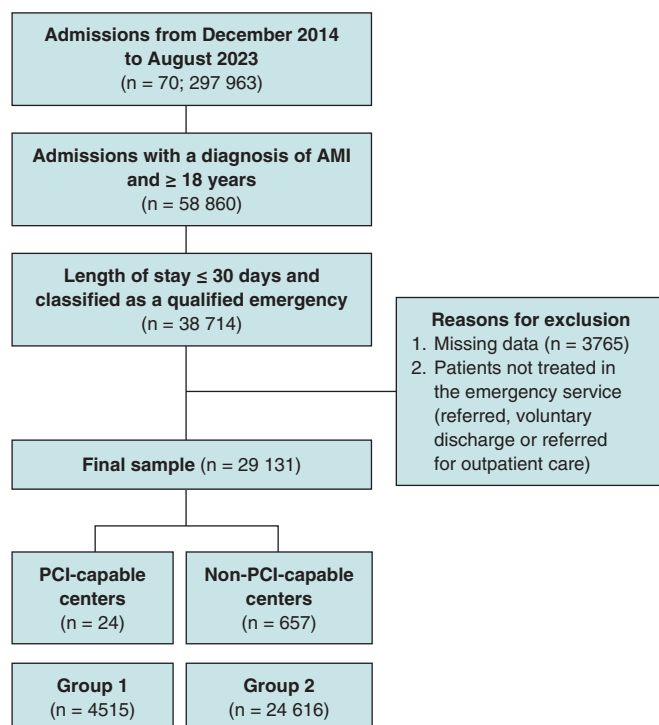 Admissions from December 2014
to August 2023
(n = 70; 297 963)
Admissions with a diagnosis of AMI
and ≥ 18 years
(n = 58 860)
Length of stay ≤ 30 days and
classified as a qualified emergency
(n = 38 714)
Reasons for exclusion
1. Missing data (n = 3765)
2. Patients not treated in
the emergency service
(referred, voluntary
discharge or referred
for outpatient care)
Final sample (n = 29 131)
PCI-capable
centers
(n = 24)
Non-PCI-capable
centers
(n = 657)
Group 1
(n = 4515)
Group 2
(n = 24 616)